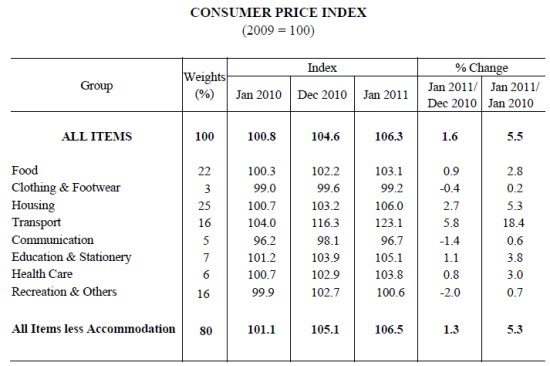 CONSUMER PRICE INDEX
(2009 = 100)
Group Weights (%) Index % Change
Jan 2010 Dec 2010 Jan 2011 Jan 2011/ Dec 2010 Jan 2011/ Jan 2010
ALL ITEMS 100 100.8 104.6 106.3 1.6 5.5
Food 22 100.3 102.2 103.1 0.9 2.8
Clothing & Footwear 3 99.0 99.6 99.2 -0.4 0.2
Housing 25 100.7 103.2 106.0 2.7 5.3
Transport 16 104.0 116.3 123.1 5.8 18.4
Communication 5 96.2 98.1 96.7 -1.4 0.6
Education & Stationery 7 101.2 103.9 105.1 1.1 3.8
Health Care 6 100.7 102.9 103.8 0.8 3.0
Recreation & Others 16 99.9 102.7 100.6 -2.0 0.7
All Items less Accommodation 80 101.1 105.1 106.5 1.3 5.3